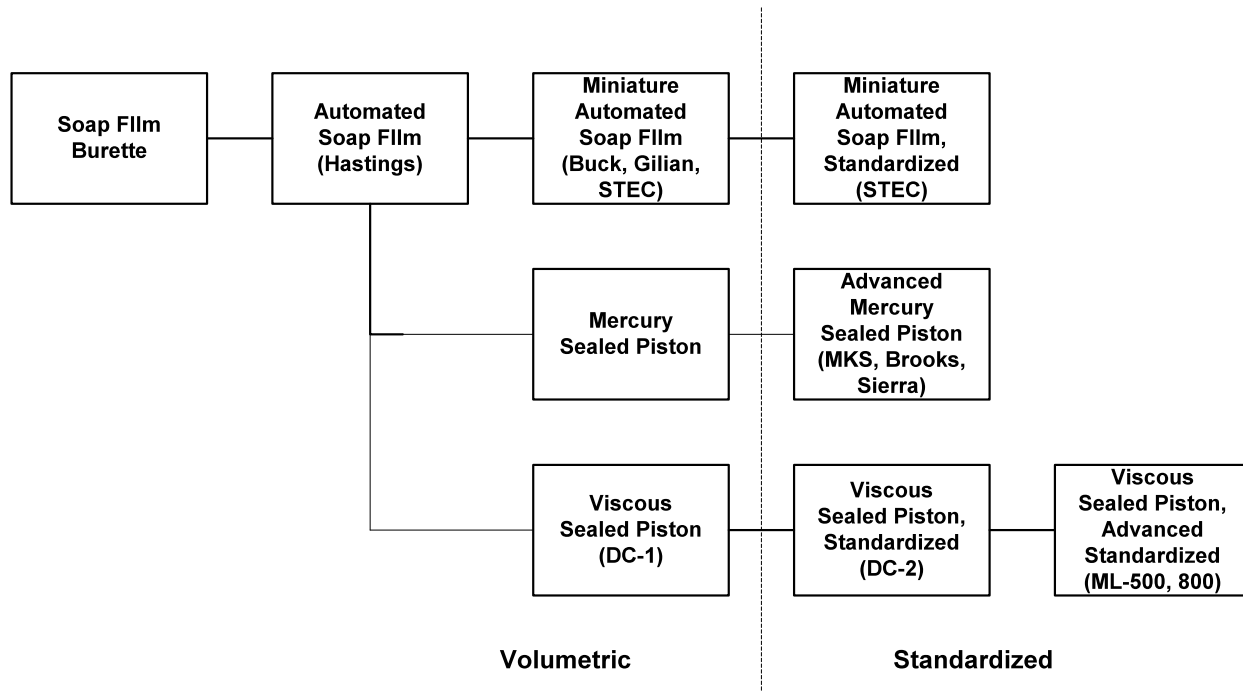 Soap FIlm
Burette
Automated
Soap FIlm
(Hastings)
Miniature
Automated
Soap FIlm
(Buck, Gilian,
STEC)
Miniature
Automated
Soap FIlm,
Standardized
(STEC)
Mercury
Sealed Piston
Advanced
Mercury
Sealed Piston
(MKS, Brooks,
Sierra)
Viscous
Sealed Piston
(DC-1)
Viscous
Sealed Piston,
Standardized
(DC-2)
Viscous
Sealed Piston,
Advanced
Standardized
(ML-500, 800)
Volumetric
Standardized